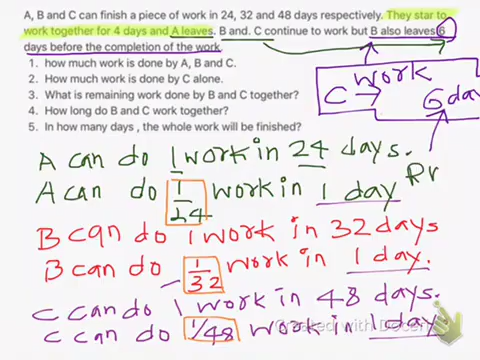 A, B and C can finish a piece of work in 24, 32 and 48 days respectively. They star to
work together for 4 days and A leaves. B and. C continue to work but B also leaves 6
days before the completion of the work.
1. how much work is done by A, B and C.
2. How much work is done by C alone.
3. What is remaining work done by B and C together?
4. How long do B and C work together?
5. In how many days , the whole work will be finished?
work
C → 6 da
A can do 1 work in 24 days.
A can do 1/24 work in 1 day
Rv
B can do 1 work in 32 days
B can do 1/32 work in 1 day.
C can do 1 work in 48 days.
C can do 1/48 work in 1 day